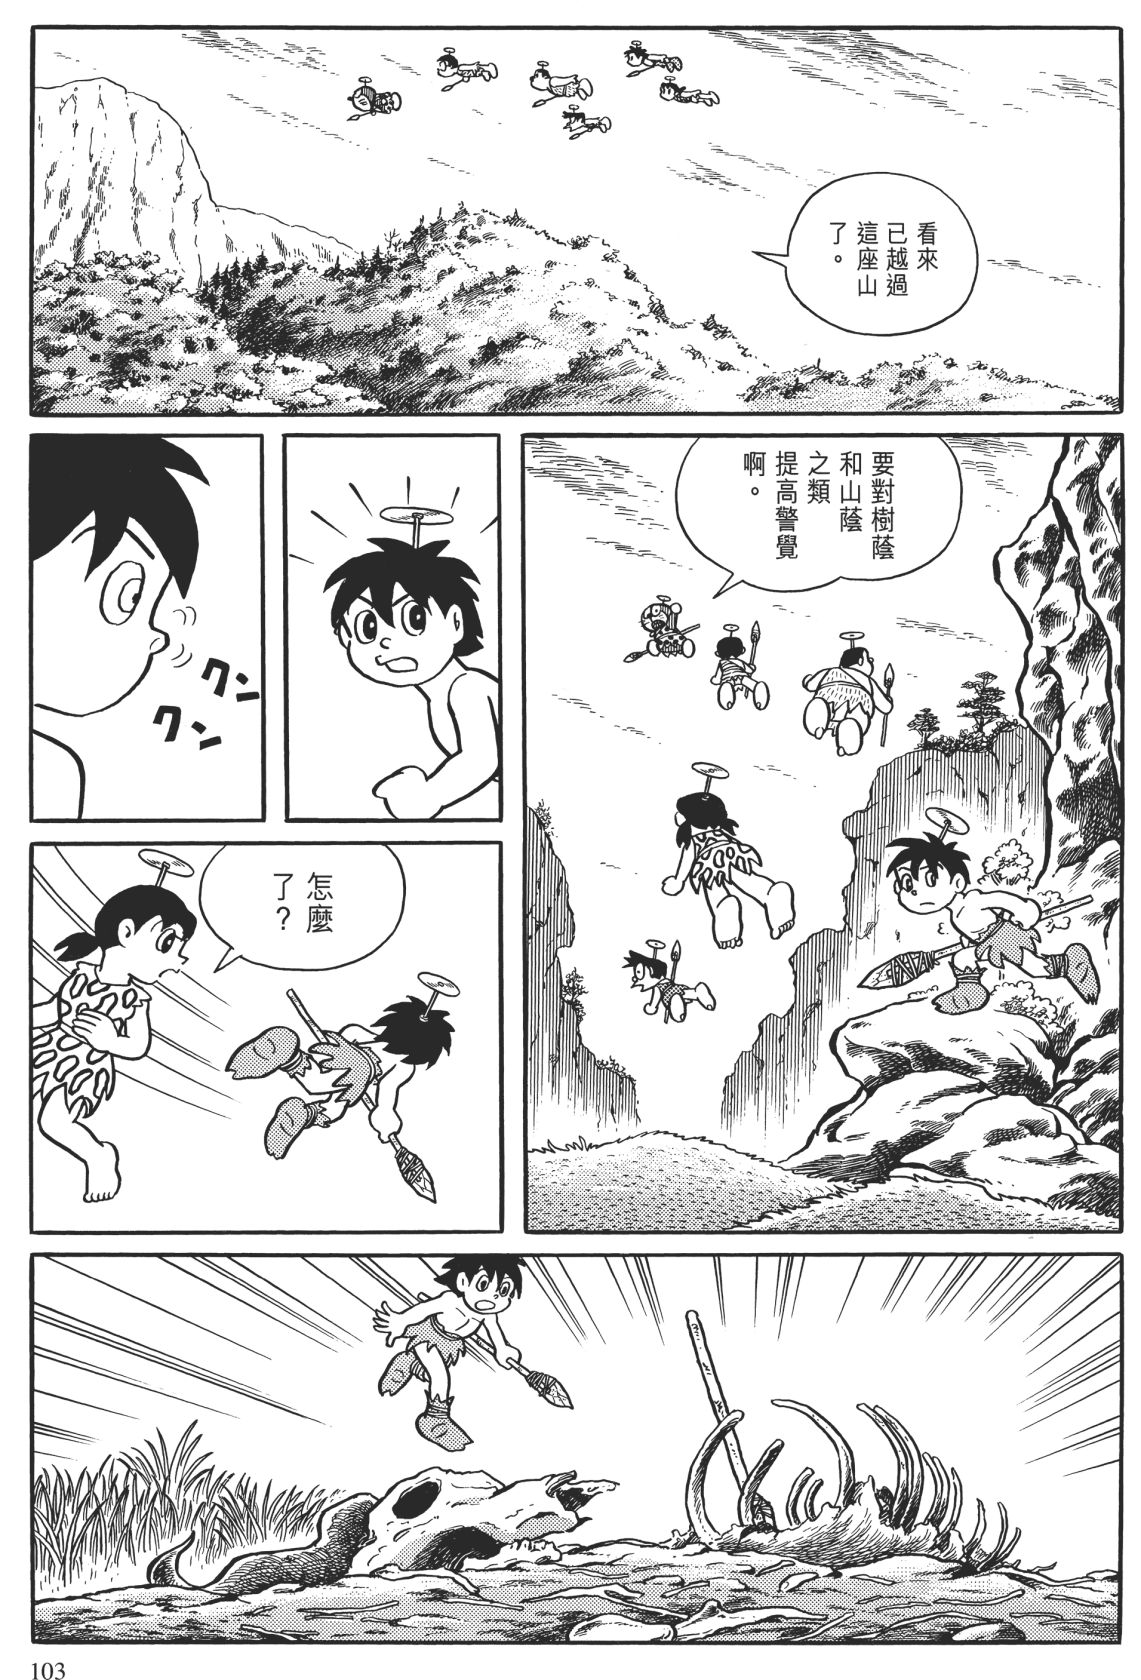 看來
已越過
這座山
了。
要對樹蔭
和山蔭
之類
提高警覺
啊。
クン
クン
怎麼
了？
103